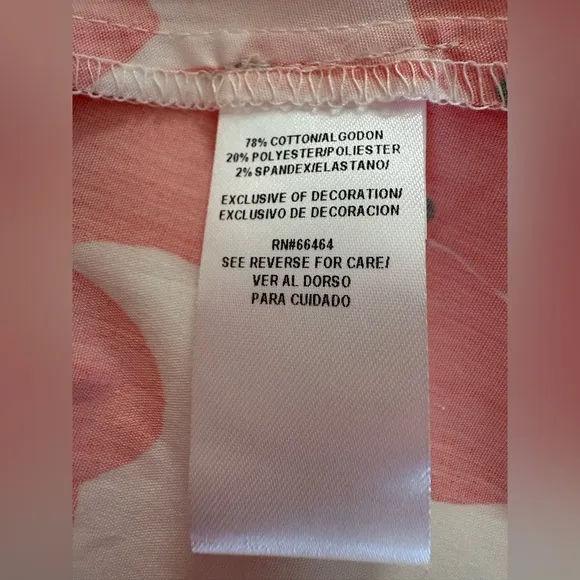 78% COTTON/ALGODON
20% POLYESTER/POLIESTER
2% SPANDEX/ELASTANO/
EXCLUSIVE OF DECORATION/
EXCLUSIVO DE DECORACION
RN#66464
SEE REVERSE FOR CARE/
VER AL DORSO
PARA CUIDADO